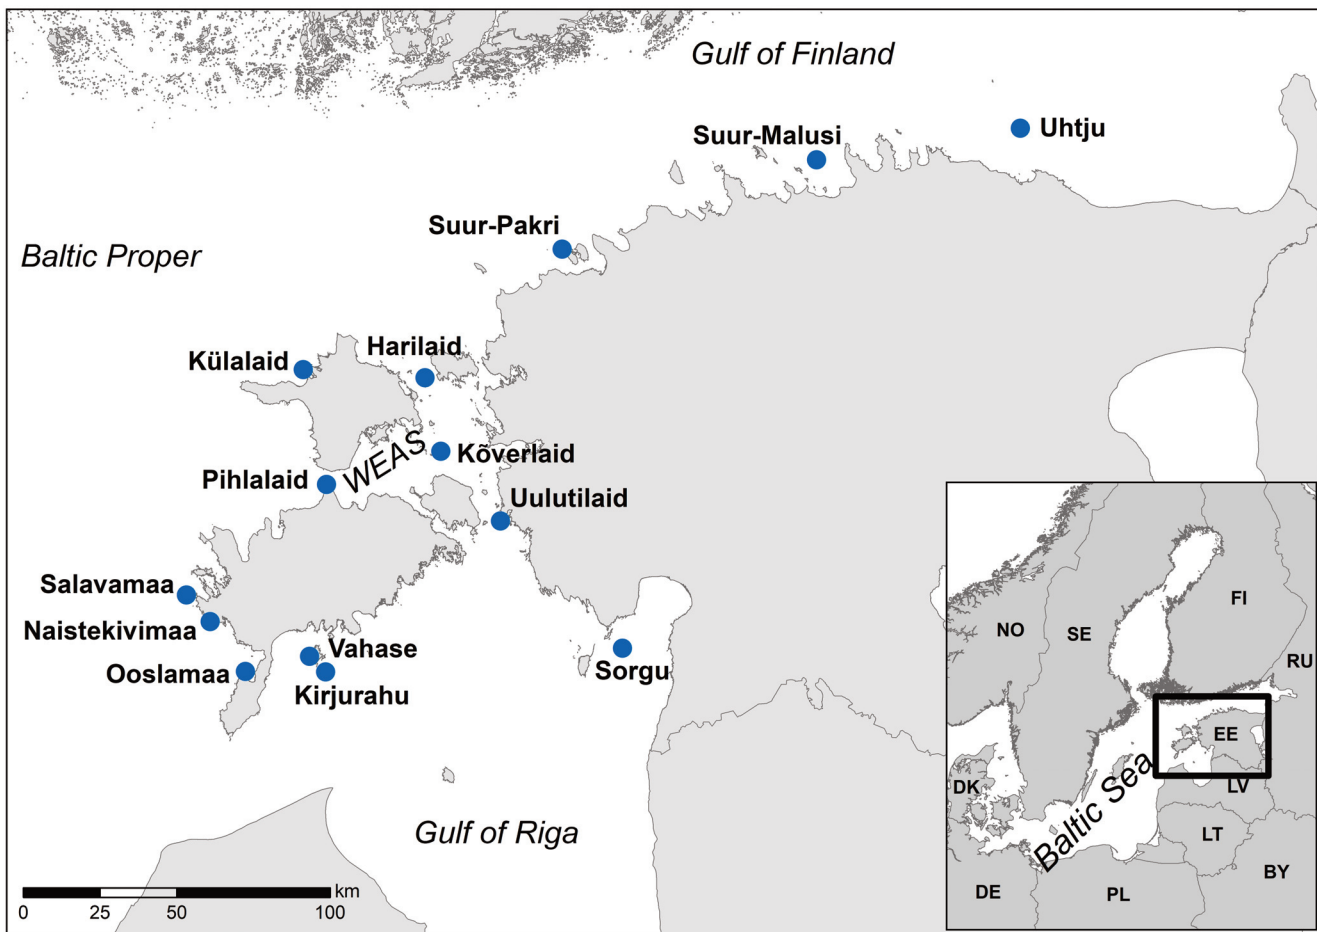 Gulf of Finland
Uhtju
Suur-Malusi
Suur-Pakri
Baltic Proper
Harilaid
Külalaid
WEAS
Kõverlaid
Pihlalaid
Uulutilaid
Salavamaa
Naistekivimaa
Vahase
Ooslamaa
Kirjurahu
Sorgu
Gulf of Riga
km
0 25 50 100
FI
NO
SE
RU
EE
Baltic Sea
DK
LV
LT
BY
DE
PL